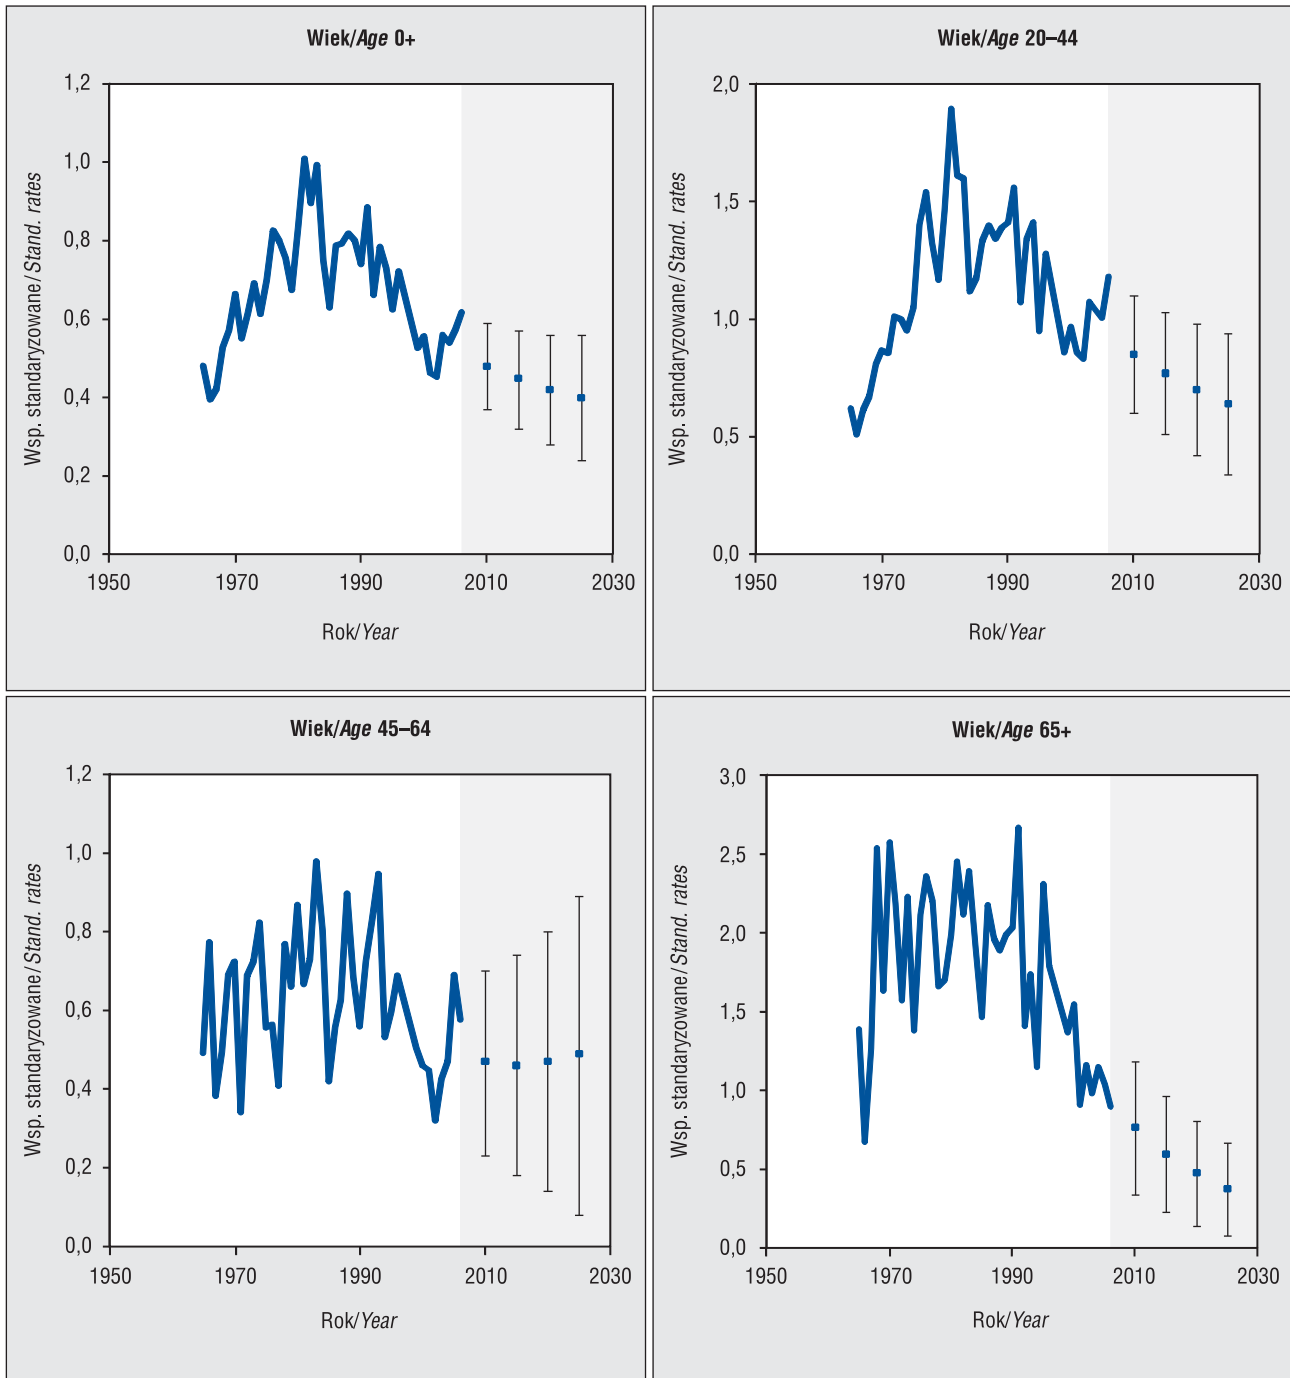 Wiek/Age 0+
Wsp. standaryzowane/Stand. rates
1,2
1,0
0,8
0,6
0,4
0,2
0,0
1950 1970 1990 2010 2030
Rok/Year
Wiek/Age 20–44
Wsp. standaryzowane/Stand. rates
2,0
1,5
1,0
0,5
0,0
1950 1970 1990 2010 2030
Rok/Year
Wiek/Age 45–64
Wsp. standaryzowane/Stand. rates
1,2
1,0
0,8
0,6
0,4
0,2
0,0
1950 1970 1990 2010 2030
Rok/Year
Wiek/Age 65+
Wsp. standaryzowane/Stand. rates
3,0
2,5
2,0
1,5
1,0
0,5
0,0
1950 1970 1990 2010 2030
Rok/Year